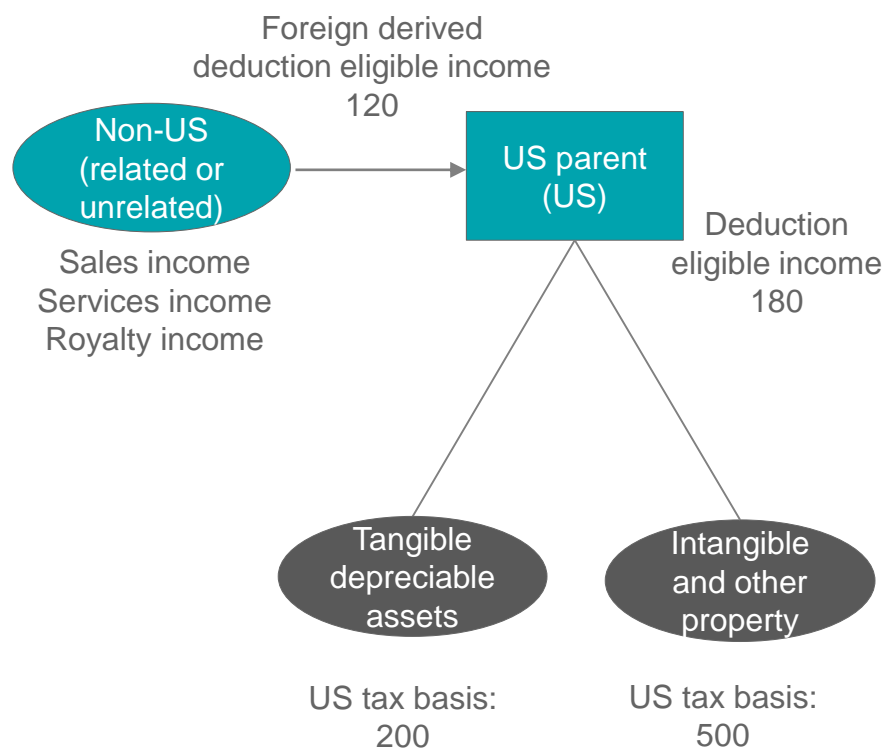 Foreign derived
deduction eligible income
120
Non-US
(related or
unrelated)
US parent
(US)
Sales income
Services income
Royalty income
Deduction
eligible income
180
Tangible
depreciable
assets
Intangible
and other
property
US tax basis:
200
US tax basis:
500